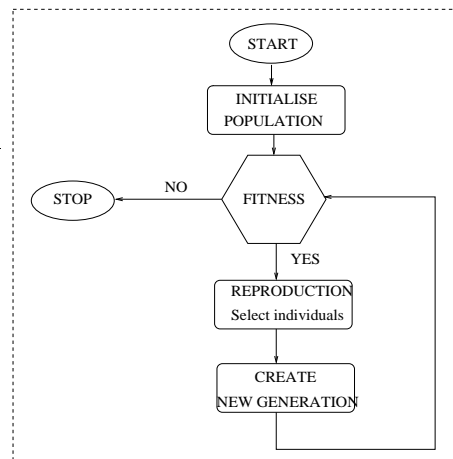 START
INITIALISE
POPULATION
NO
STOP
FITNESS
YES
REPRODUCTION
Select individuals
CREATE
NEW GENERATION